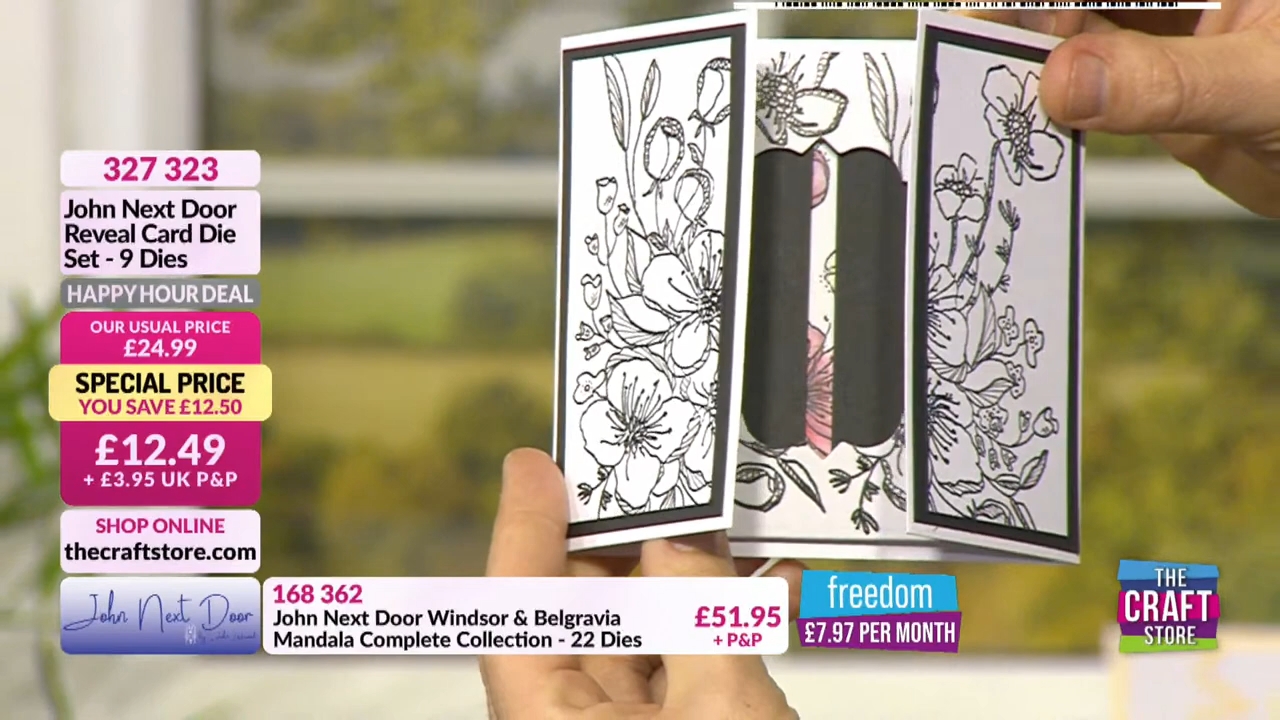 327 323
John Next Door
Reveal Card Die
Set - 9 Dies
HAPPY HOUR DEAL
OUR USUAL PRICE
£24.99
SPECIAL PRICE
YOU SAVE £12.50
£12.49
+ £3.95 UK P&P
SHOP ONLINE
thecraftstore.com
John Next Door
168 362
John Next Door Windsor & Belgravia
Mandala Complete Collection - 22 Dies
£51.95
+ P&P
freedom
£7.97 PER MONTH
THE
CRAFT
STORE